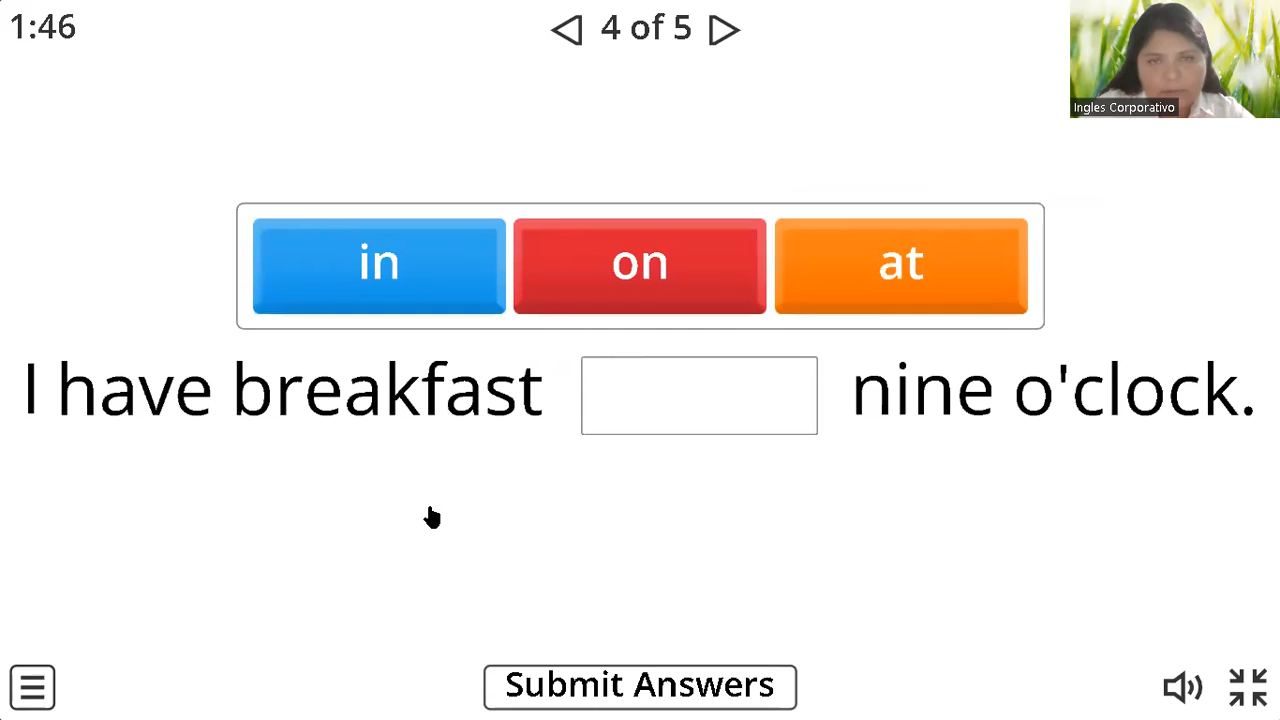 1:46
4 of 5
Ingles Corporativo
in on at
I have breakfast nine o'clock.
Submit Answers